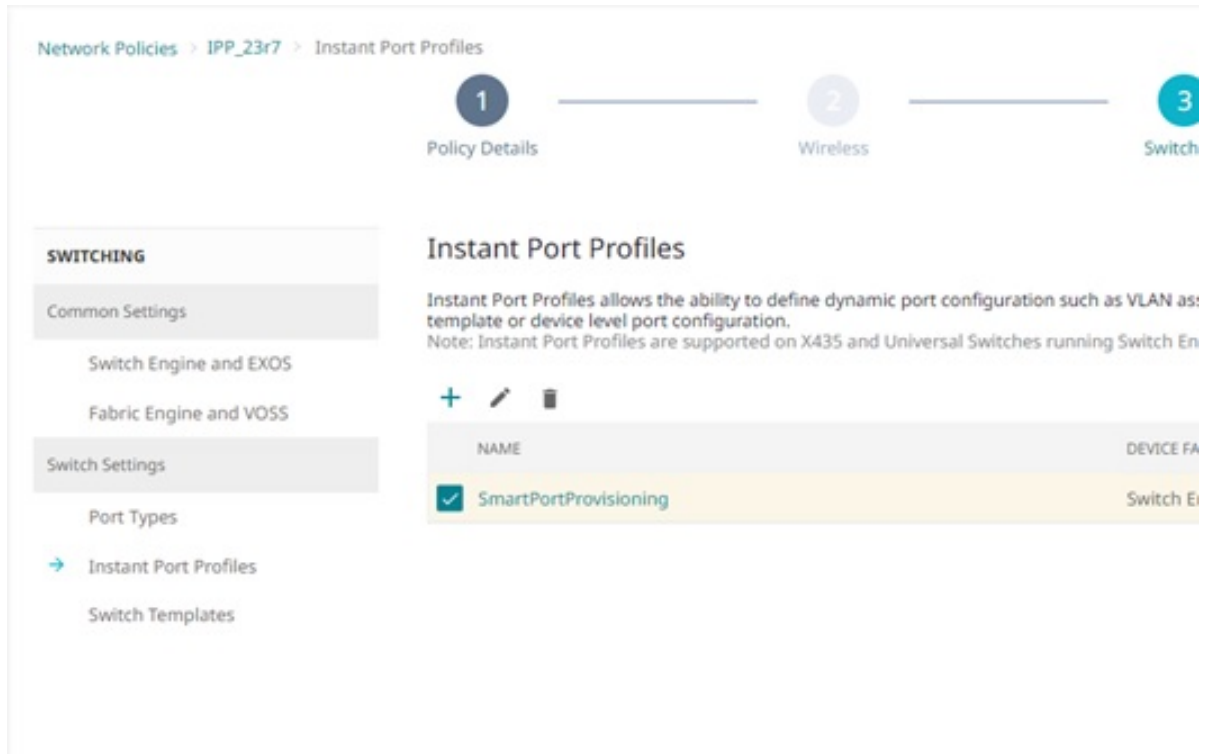 Network Policies > IPP_23r7 > Instant Port Profiles
1
2
3
Policy Details
Wireless
Switch
SWITCHING
Common Settings
Switch Engine and EXOS
Fabric Engine and VOSS
Switch Settings
Port Types
Instant Port Profiles
Switch Templates
Instant Port Profiles
Instant Port Profiles allows the ability to define dynamic port configuration such as VLAN as
template or device level port configuration.
Note: Instant Port Profiles are supported on X435 and Universal Switches running Switch En
NAME
DEVICE FA
SmartPortProvisioning
Switch E